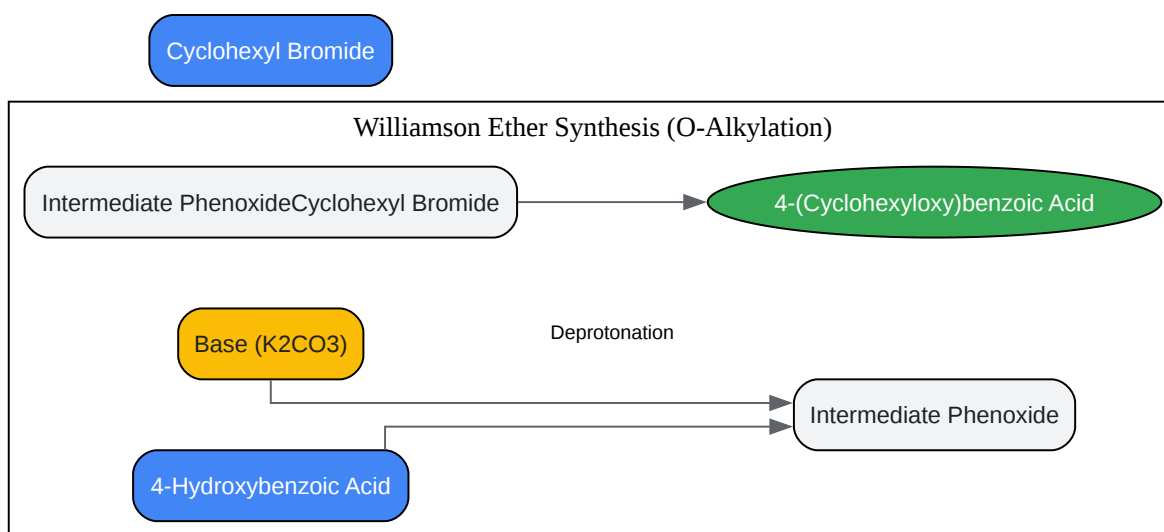 Cyclohexyl Bromide
Williamson Ether Synthesis (O-Alkylation)
Intermediate PhenoxideCyclohexyl Bromide
4-(Cyclohexyloxy)benzoic Acid
Base (K2CO3)
Deprotonation
Intermediate Phenoxide
4-Hydroxybenzoic Acid